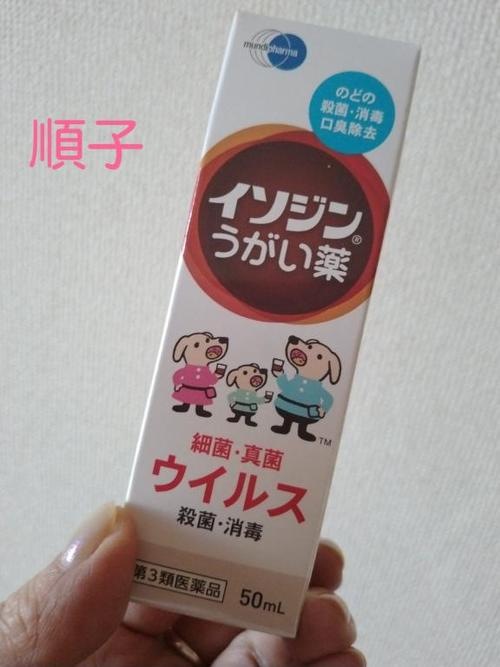 mundipharma
のどの
殺菌・消毒
口臭除去
順子
イソジン®
うがい薬
TM
細菌・真菌
ウイルス
殺菌・消毒
第3類医薬品
50mL